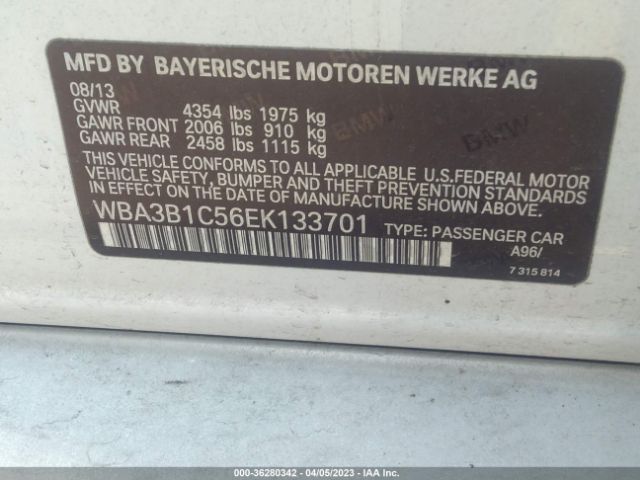 MFD BY BAYERISCHE MOTOREN WERKE AG
08/13
GVWR 4354 lbs 1975 kg
GAWR FRONT 2006 lbs 910 kg
GAWR REAR 2458 lbs 1115 kg
THIS VEHICLE CONFORMS TO ALL APPLICABLE U.S.FEDERAL MOTOR
VEHICLE SAFETY, BUMPER AND THEFT PREVENTION STANDARDS
IN EFFECT ON THE DATE OF MANUFACTURE SHOWN ABOVE.
WBA3B1C56EK133701 TYPE: PASSENGER CAR
A96/
7 315 814
BMW
BMW
000-36280342 - 04/05/2023 - IAA Inc.